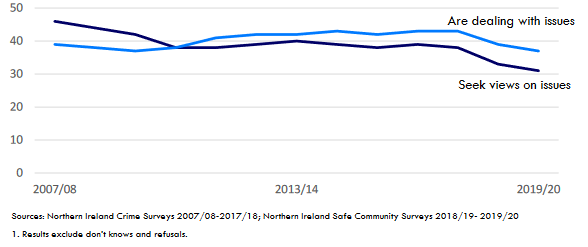 50
Are dealing with issues
40
30
Seek views on issues
20
10
0
2007/08 2013/14 2019/20
Sources: Northern Ireland Crime Surveys 2007/08-2017/18; Northern Ireland Safe Community Surveys 2018/19- 2019/20
1. Results exclude don't knows and refusals.